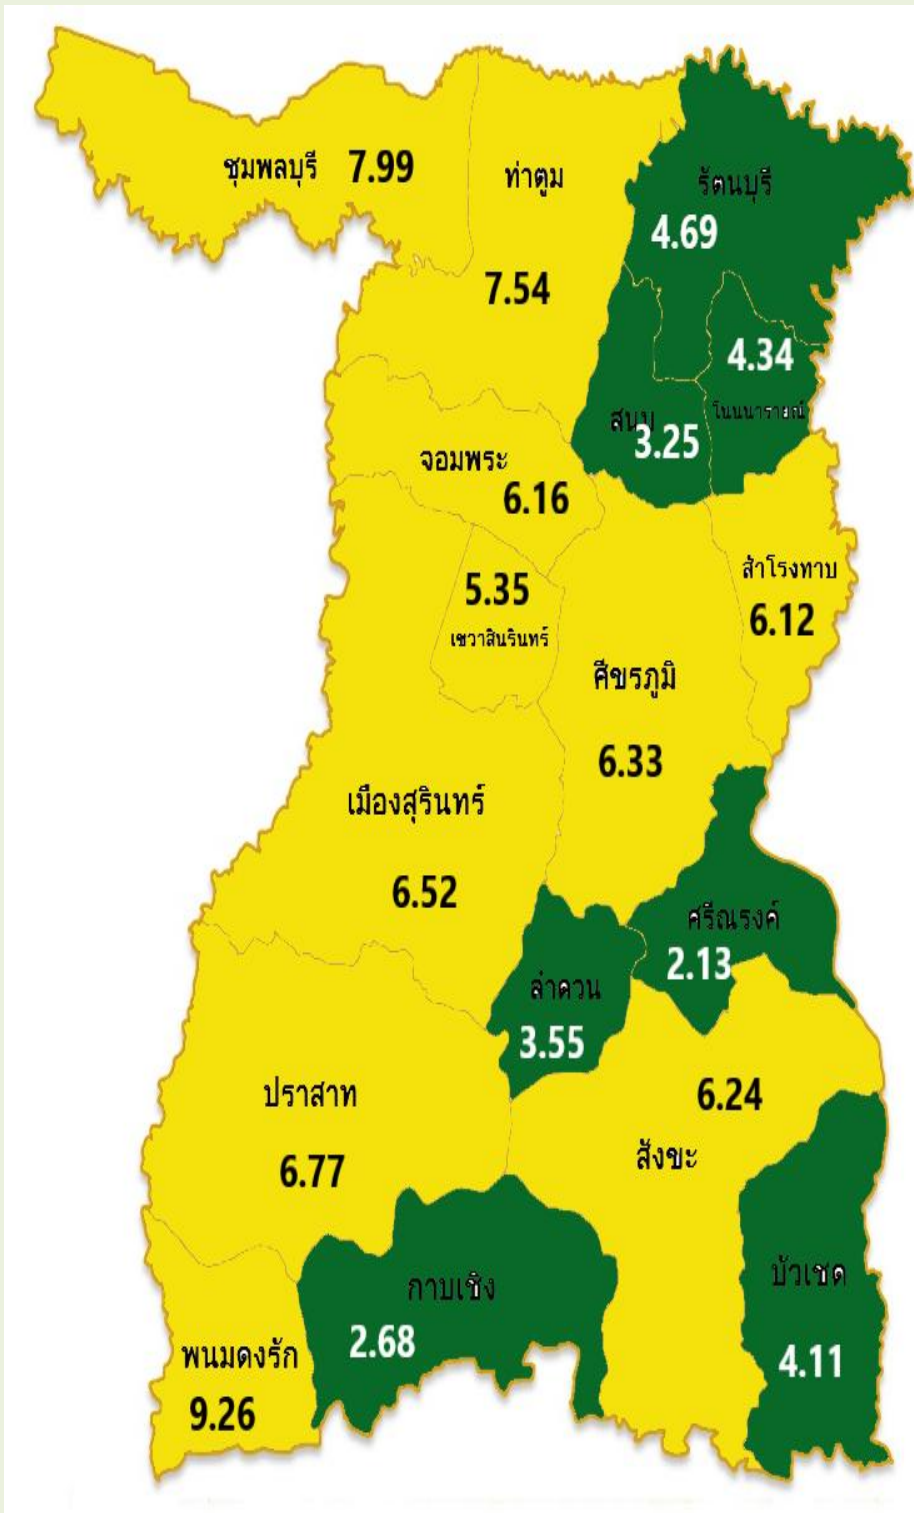 ชุมพลบุรี 7.99
ท่าตูม
7.54
รัตนบุรี
4.69
4.34
โนนนารายณ์
สนม
3.25
จอมพระ
6.16
5.35
เขวาสินรินทร์
สำโรงทาบ
6.12
ศีขรภูมิ
6.33
เมืองสุรินทร์
6.52
ศรีณรงค์
2.13
ลำดวน
3.55
ปราสาท
6.77
6.24
สังขะ
กาบเชิง
2.68
บัวเชด
4.11
พนมดงรัก
9.26